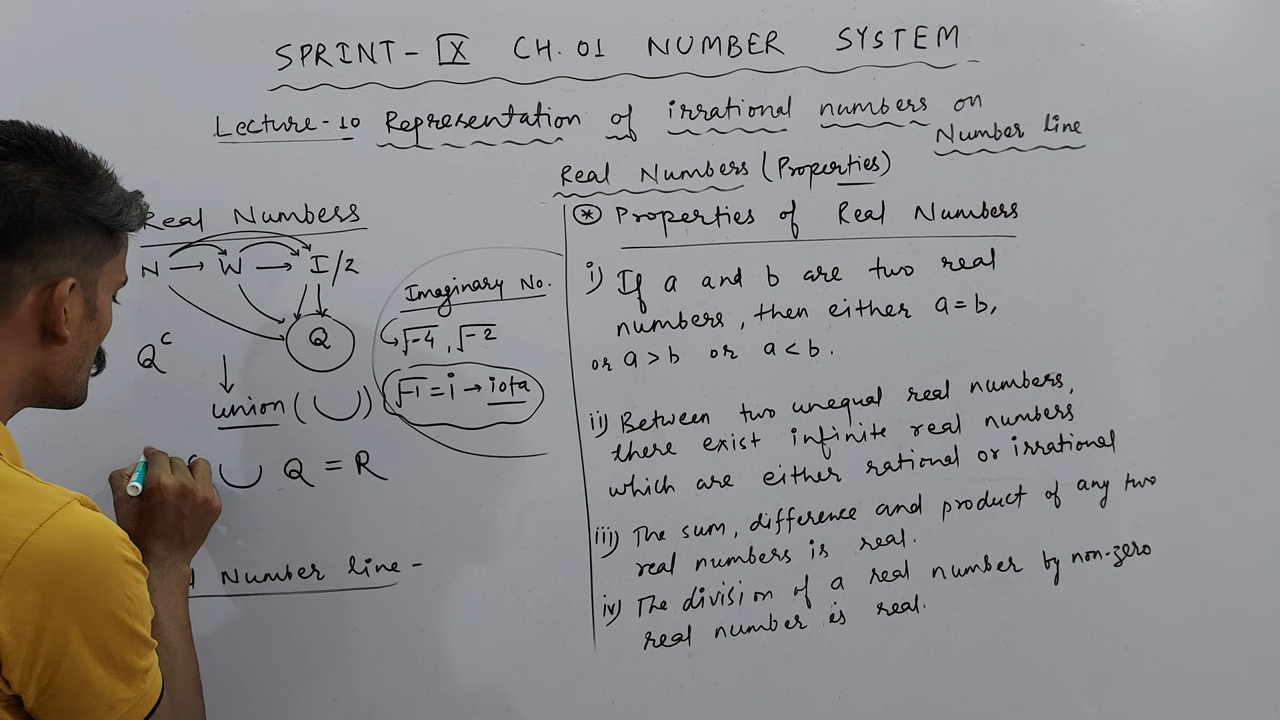 SPRINT-IX CH.01 NUMBER SYSTEM
Lecture-10 Representation of irrational numbers on
Number line
Real Numbers (Properties)
Real Numbers
N → W → I/Z
Q
Qᶜ
union (∪)
∪ Q = R
Number line -
Imaginary No.
√-4, √-2
√-1 = i → iota
* Properties of Real Numbers
i) If a and b are two real
numbers, then either a=b,
or a>b or a<b.
ii) Between two unequal real numbers,
there exist infinite real numbers
which are either rational or irrational
iii) The sum, difference and product of any two
real numbers is real.
iv) The division of a real number by non-zero
real number is real.